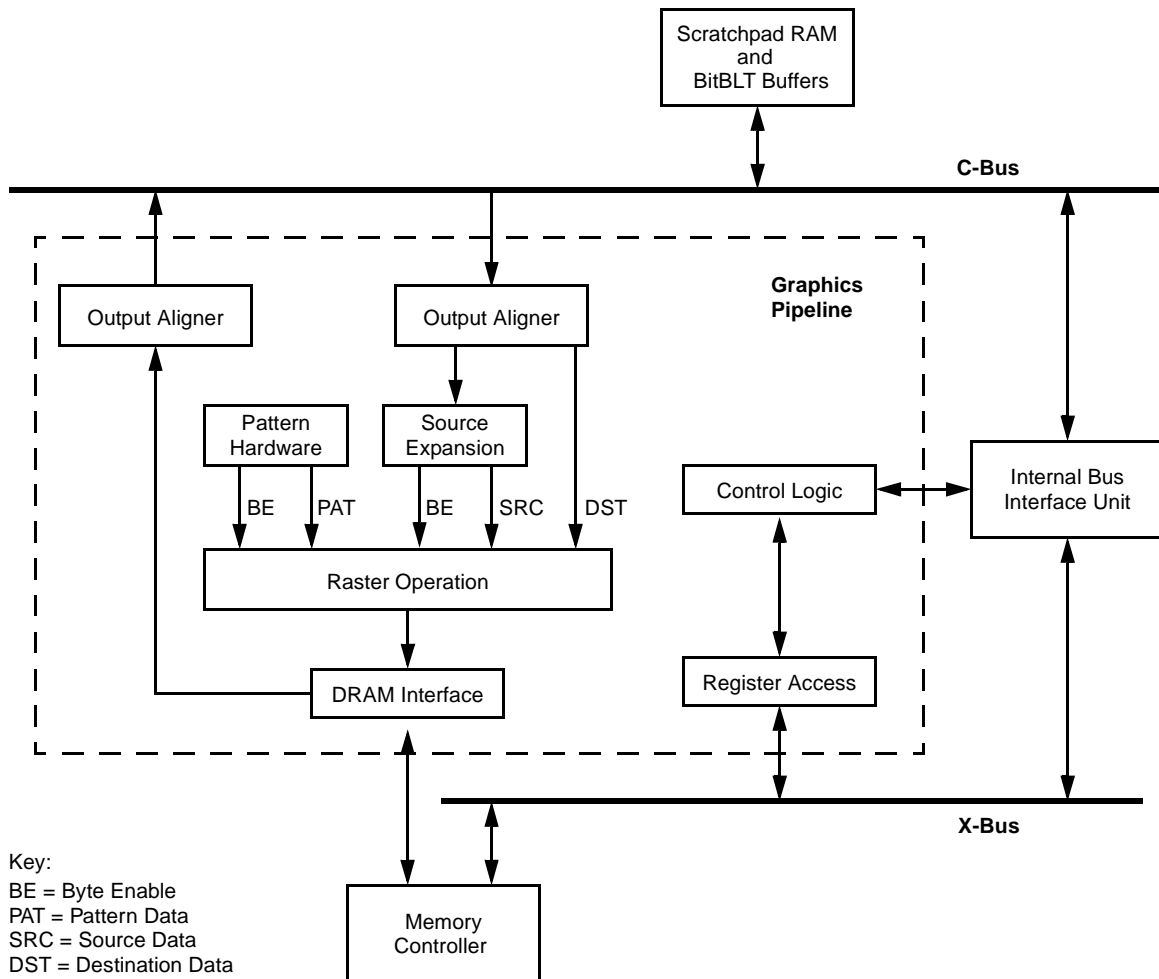 Scratchpad RAM
and
BitBLT Buffers
C-Bus
Graphics
Pipeline
Output Aligner
Output Aligner
Pattern
Hardware
Source
Expansion
Control Logic
Internal Bus
Interface Unit
BE
PAT
BE
SRC
DST
Raster Operation
Register Access
DRAM Interface
X-Bus
Key:
BE = Byte Enable
PAT = Pattern Data
SRC = Source Data
DST = Destination Data
Memory
Controller